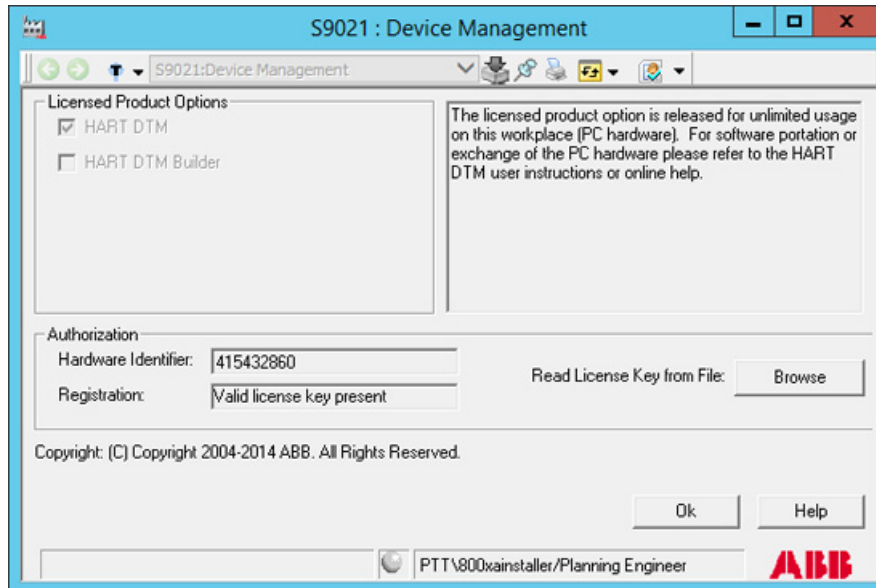 S9021 : Device Management
S9021:Device Management
Licensed Product Options
HART DTM
HART DTM Builder
The licensed product option is released for unlimited usage
on this workplace (PC hardware). For software portation or
exchange of the PC hardware please refer to the HART
DTM user instructions or online help.
Authorization
Hardware Identifier: 415432860
Read License Key from File: Browse
Registration: Valid license key present
Copyright: (C) Copyright 2004-2014 ABB. All Rights Reserved.
Ok Help
PTT\800xainstaller/Planning Engineer ABB